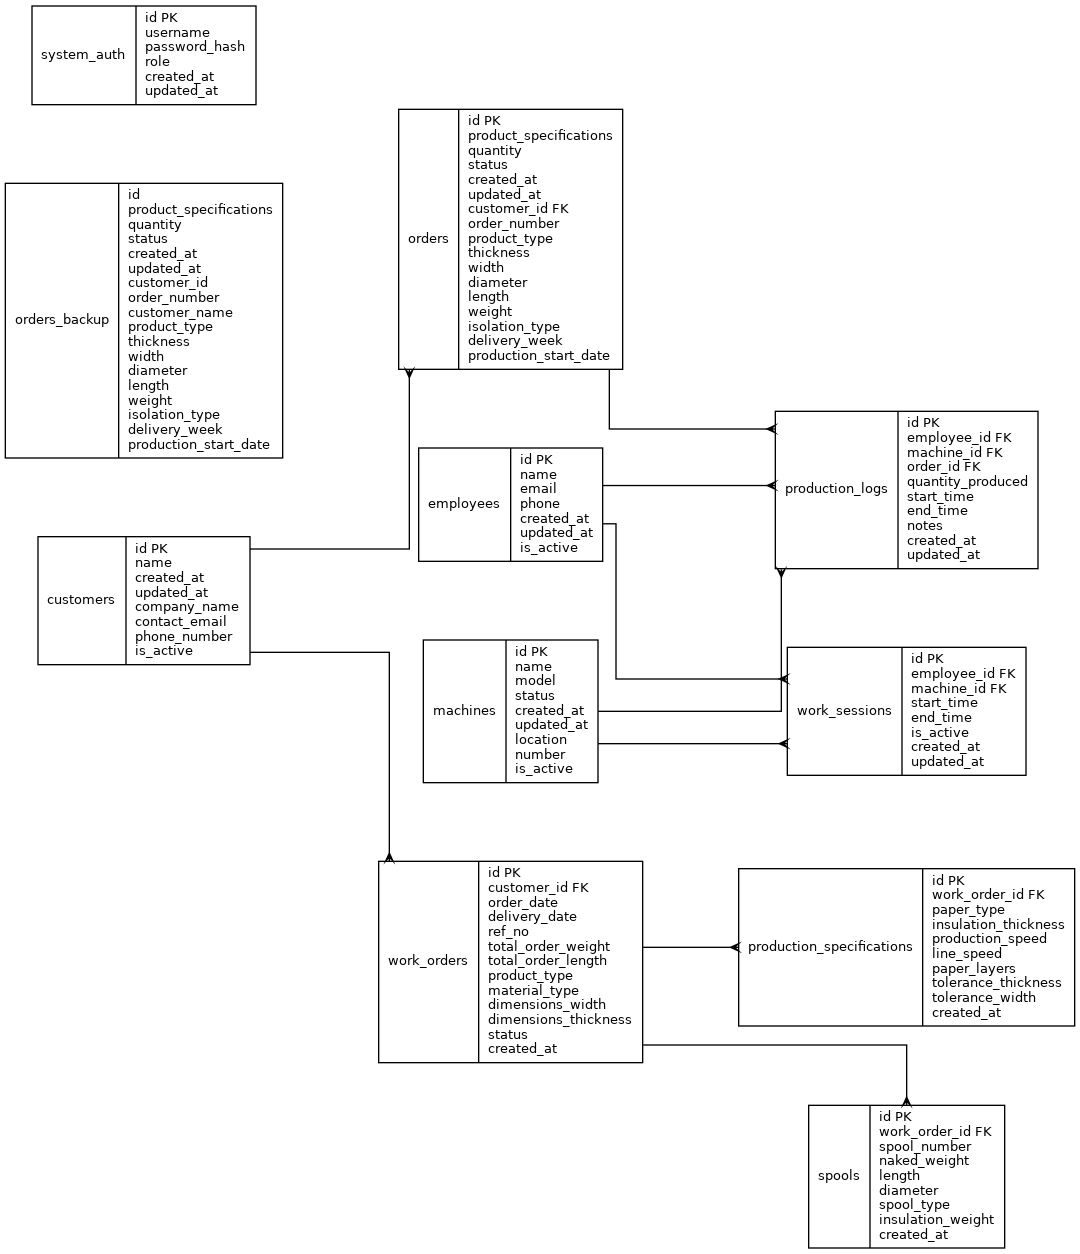 system_auth
id PK
username
password_hash
role
created_at
updated_at
orders_backup
id
product_specifications
quantity
status
created_at
updated_at
customer_id
order_number
customer_name
product_type
thickness
width
diameter
length
weight
isolation_type
delivery_week
production_start_date
orders
id PK
product_specifications
quantity
status
created_at
updated_at
customer_id FK
order_number
product_type
thickness
width
diameter
length
weight
isolation_type
delivery_week
production_start_date
customers
id PK
name
created_at
updated_at
company_name
contact_email
phone_number
is_active
employees
id PK
name
email
phone
created_at
updated_at
is_active
production_logs
id PK
employee_id FK
machine_id FK
order_id FK
quantity_produced
start_time
end_time
notes
created_at
updated_at
machines
id PK
name
model
status
created_at
updated_at
location
number
is_active
work_sessions
id PK
employee_id FK
machine_id FK
start_time
end_time
is_active
created_at
updated_at
work_orders
id PK
customer_id FK
order_date
delivery_date
ref_no
total_order_weight
total_order_length
product_type
material_type
dimensions_width
dimensions_thickness
status
created_at
production_specifications
id PK
work_order_id FK
paper_type
insulation_thickness
production_speed
line_speed
paper_layers
tolerance_thickness
tolerance_width
created_at
spools
id PK
work_order_id FK
spool_number
naked_weight
length
diameter
spool_type
insulation_weight
created_at